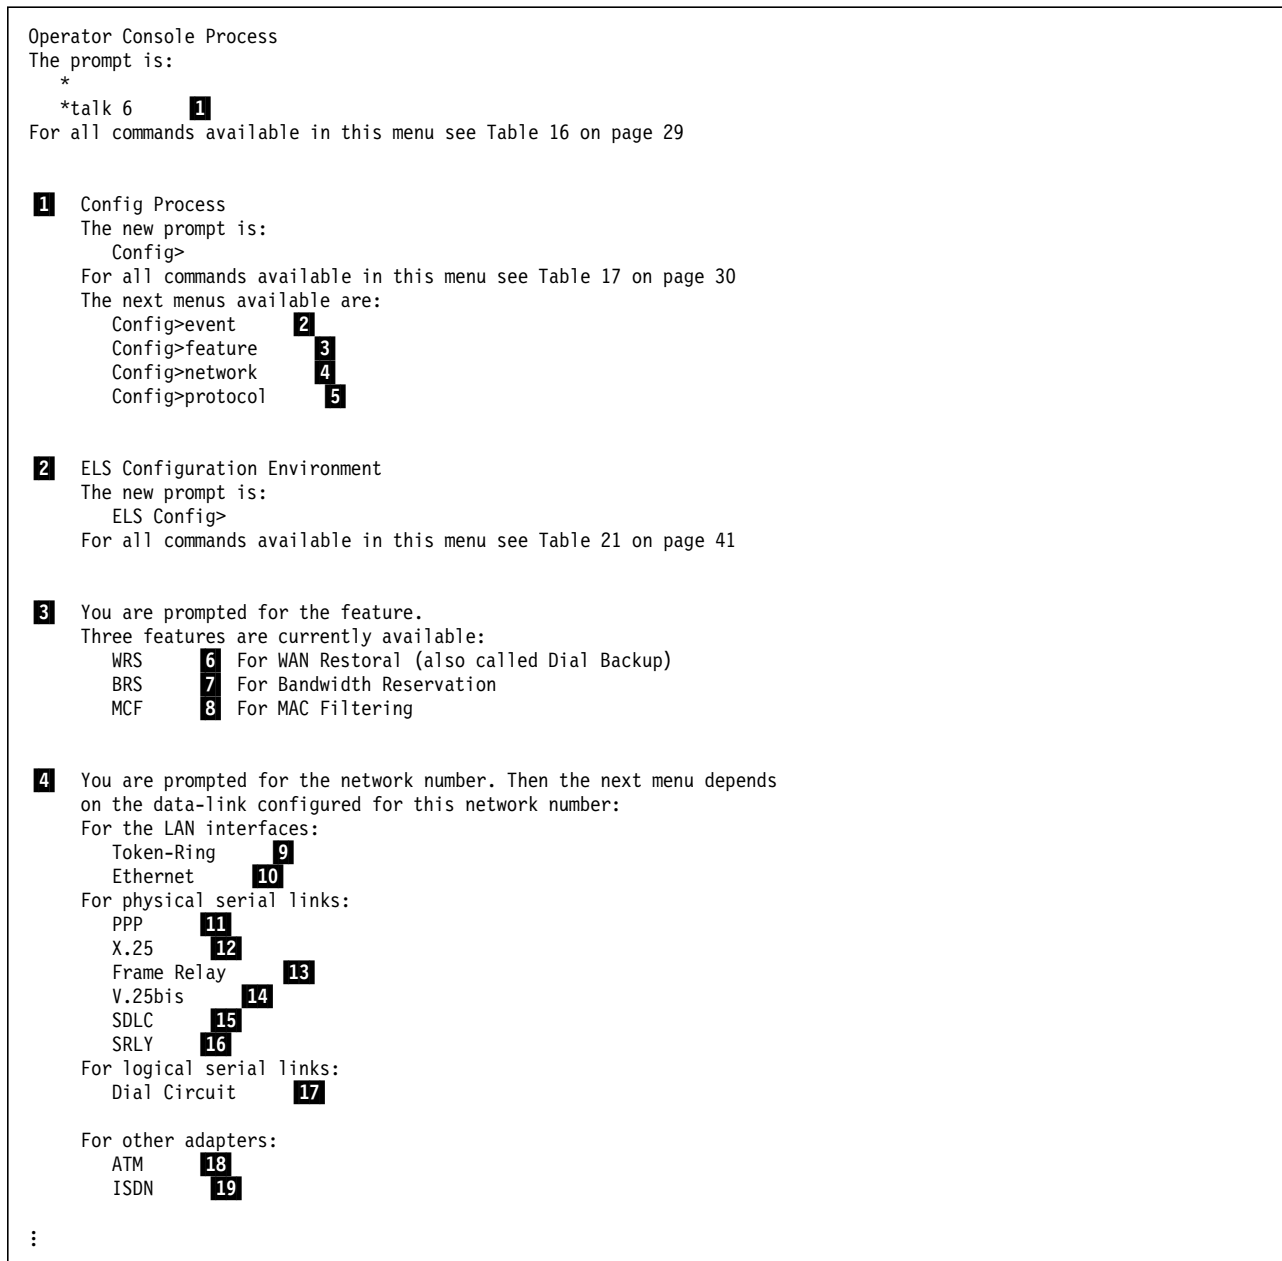 Operator Console Process
The prompt is:
*
*talk 6 1
For all commands available in this menu see Table 16 on page 29
1 Config Process
The new prompt is:
Config>
For all commands available in this menu see Table 17 on page 30
The next menus available are:
Config>event 2
Config>feature 3
Config>network 4
Config>protocol 5
2 ELS Configuration Environment
The new prompt is:
ELS Config>
For all commands available in this menu see Table 21 on page 41
3 You are prompted for the feature.
Three features are currently available:
WRS 6 For WAN Restoral (also called Dial Backup)
BRS 7 For Bandwidth Reservation
MCF 8 For MAC Filtering
4 You are prompted for the network number. Then the next menu depends
on the data-link configured for this network number:
For the LAN interfaces:
Token-Ring 9
Ethernet 10
For physical serial links:
PPP 11
X.25 12
Frame Relay 13
V.25bis 14
SDLC 15
SRLY 16
For logical serial links:
Dial Circuit 17
For other adapters:
ATM 18
ISDN 19
⋮